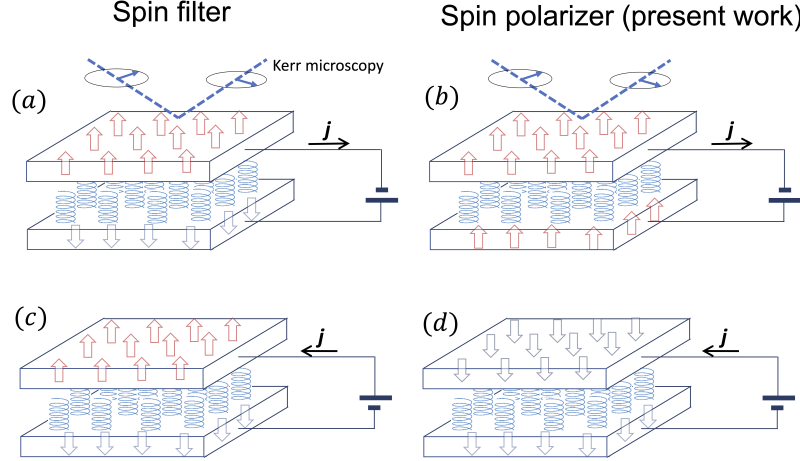 Spin filter
Spin polarizer (present work)
Kerr microscopy
(a)
j
(b)
j
(c)
j
(d)
j